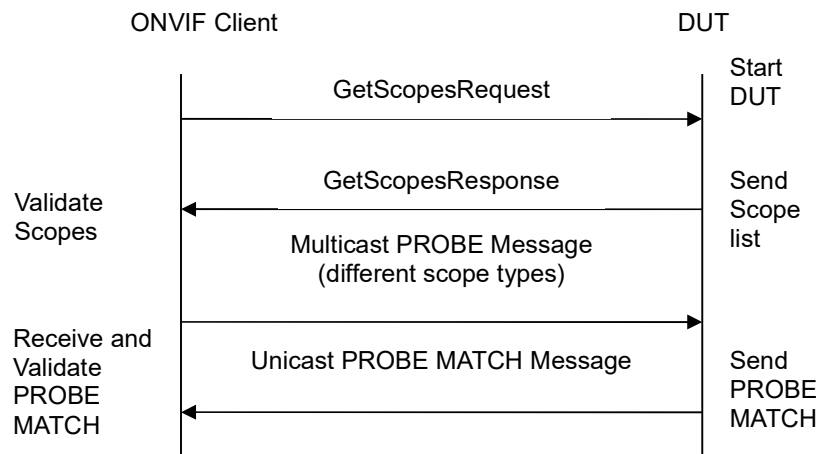 ONVIF Client
DUT
Start
DUT
GetScopesRequest
GetScopesResponse
Validate
Scopes
Send
Scope
list
Multicast PROBE Message
(different scope types)
Receive and
Validate
PROBE
MATCH
Unicast PROBE MATCH Message
Send
PROBE
MATCH